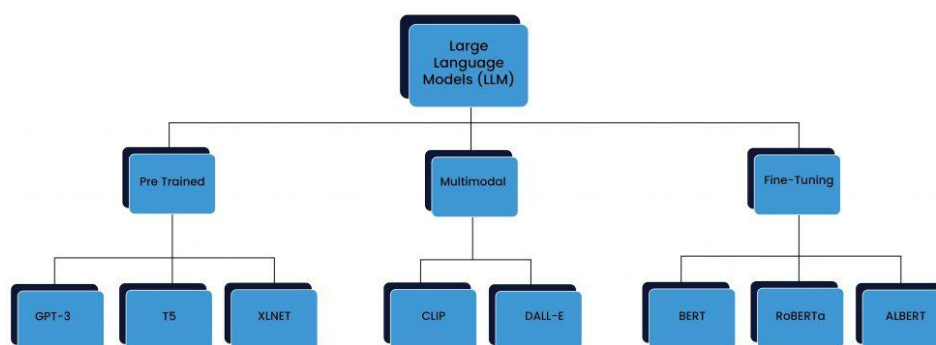 Large
Language
Models (LLM)
Pre Trained
Multimodal
Fine-Tuning
GPT-3
T5
XLNET
CLIP
DALL-E
BERT
RoBERTa
ALBERT